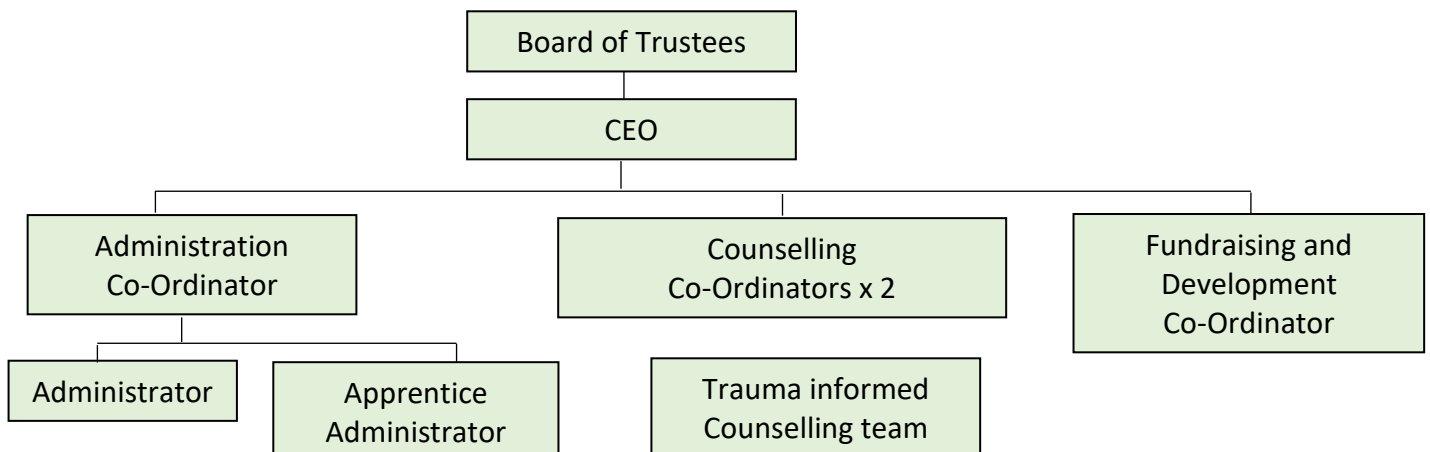 Board of Trustees
CEO
Administration
Co-Ordinator
Counselling
Co-Ordinators x 2
Fundraising and
Development
Co-Ordinator
Administrator
Apprentice
Administrator
Trauma informed
Counselling team